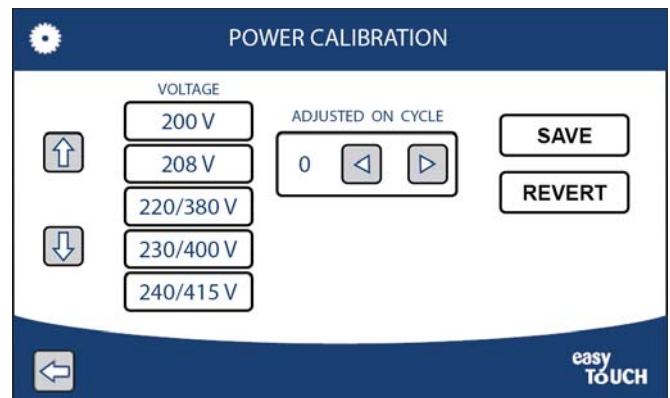 POWER CALIBRATION
VOLTAGE
200 V
208 V
220/380 V
230/400 V
240/415 V
ADJUSTED ON CYCLE
0
SAVE
REVERT
easy
TOUCH